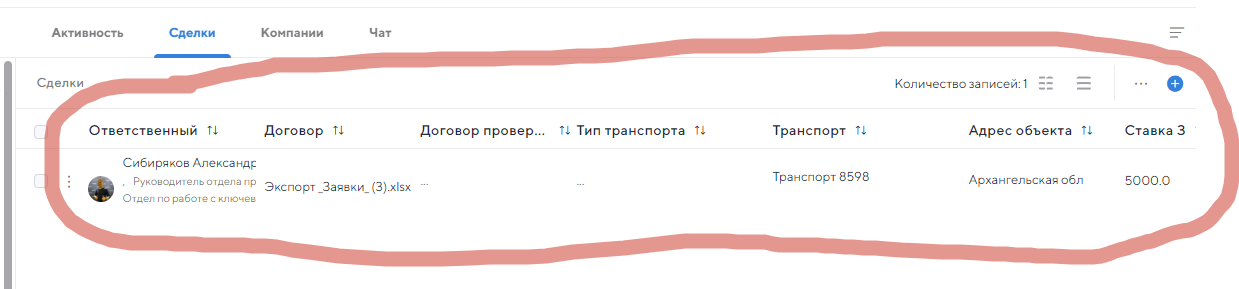 Активность Сделки Компании Чат
Сделки Количество записей: 1
Ответственный Договор Договор провер... Тип транспорта Транспорт Адрес объекта Ставка З
Сибиряков Александр
, Руководитель отдела пр
Отдел по работе с ключев
Экспорт _Заявки_ (3).xlsx ... ... Транспорт 8598 Архангельская обл 5000.0